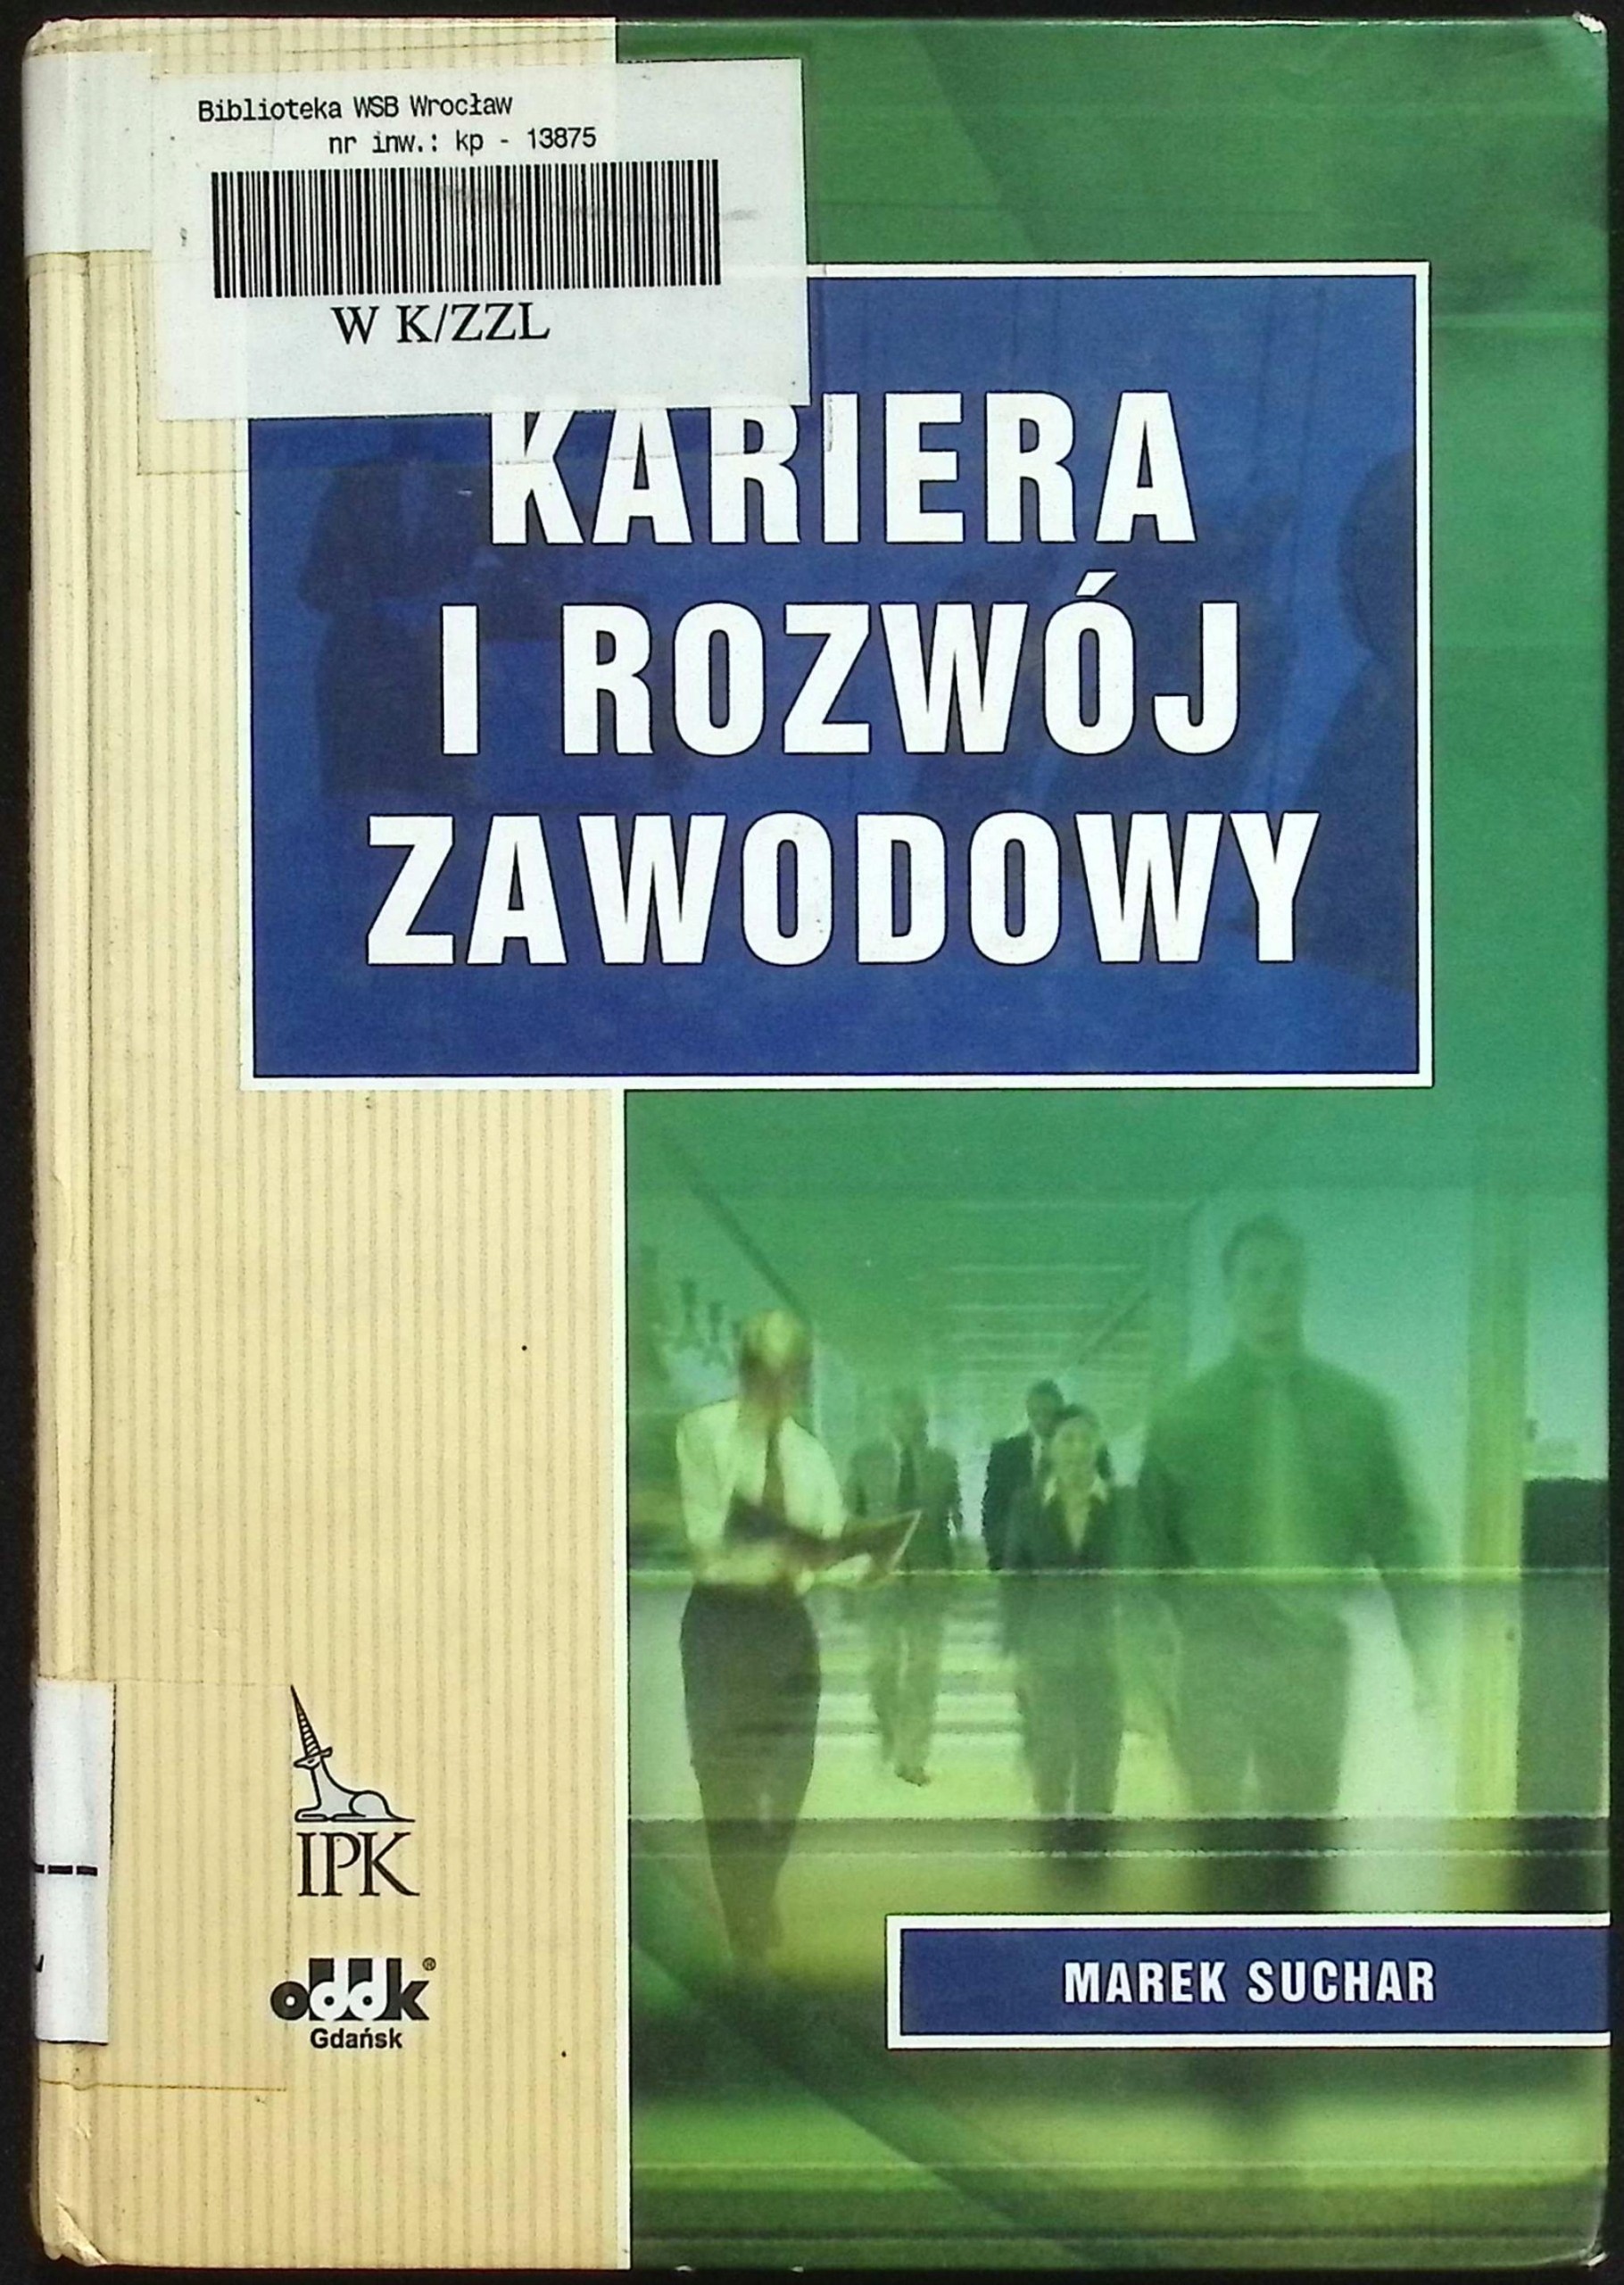 Biblioteka WSB Wrocław
nr inw.: kp - 13875
W K/ZZL
KARIERA
I ROZWÓJ
ZAWODOWY
IPK
oddk®
Gdańsk
MAREK SUCHAR